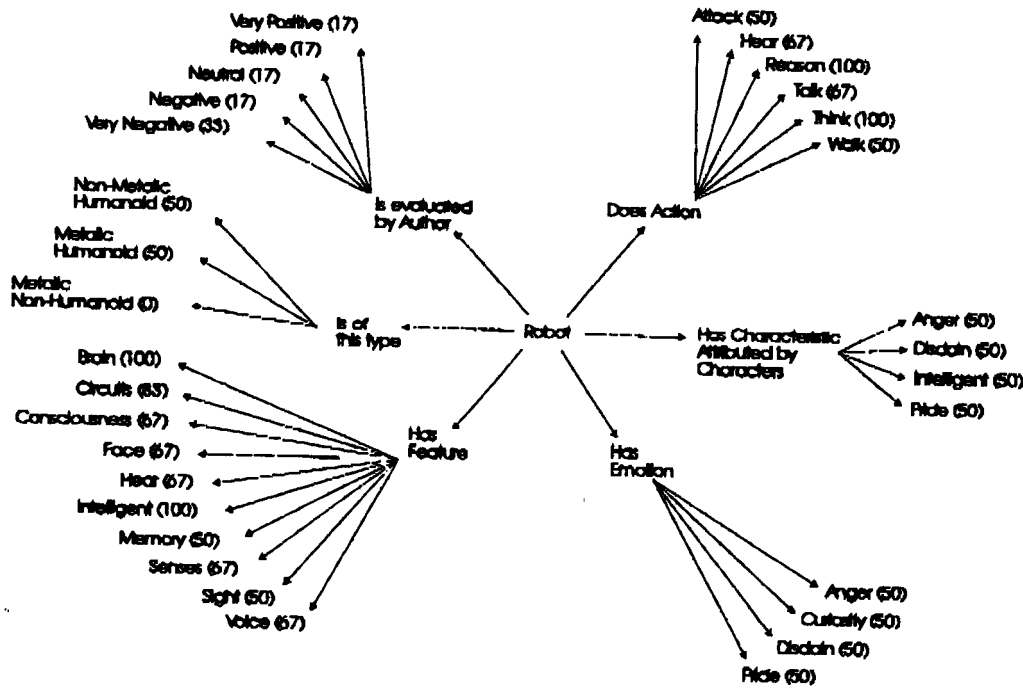 Very Positive (17)
Positive (17)
Neutral (17)
Negative (17)
Very Negative (33)
Is evaluated
by Author
Attack (50)
Hear (67)
Reason (100)
Talk (67)
Think (100)
Walk (50)
Does Action
Non-Metalic
Humanoid (50)
Metalic
Humanoid (50)
Metalic
Non-Humanoid (0)
Is of
this type
Robot
Has Characteristic
Attributed by
Characters
Anger (50)
Disdain (50)
Intelligent (50)
Pride (50)
Brain (100)
Circuits (83)
Consciousness (67)
Face (67)
Hear (67)
Intelligent (100)
Memory (50)
Senses (67)
Sight (50)
Voice (67)
Has
Feature
Has
Emotion
Anger (50)
Curiosity (50)
Disdain (50)
Pride (50)